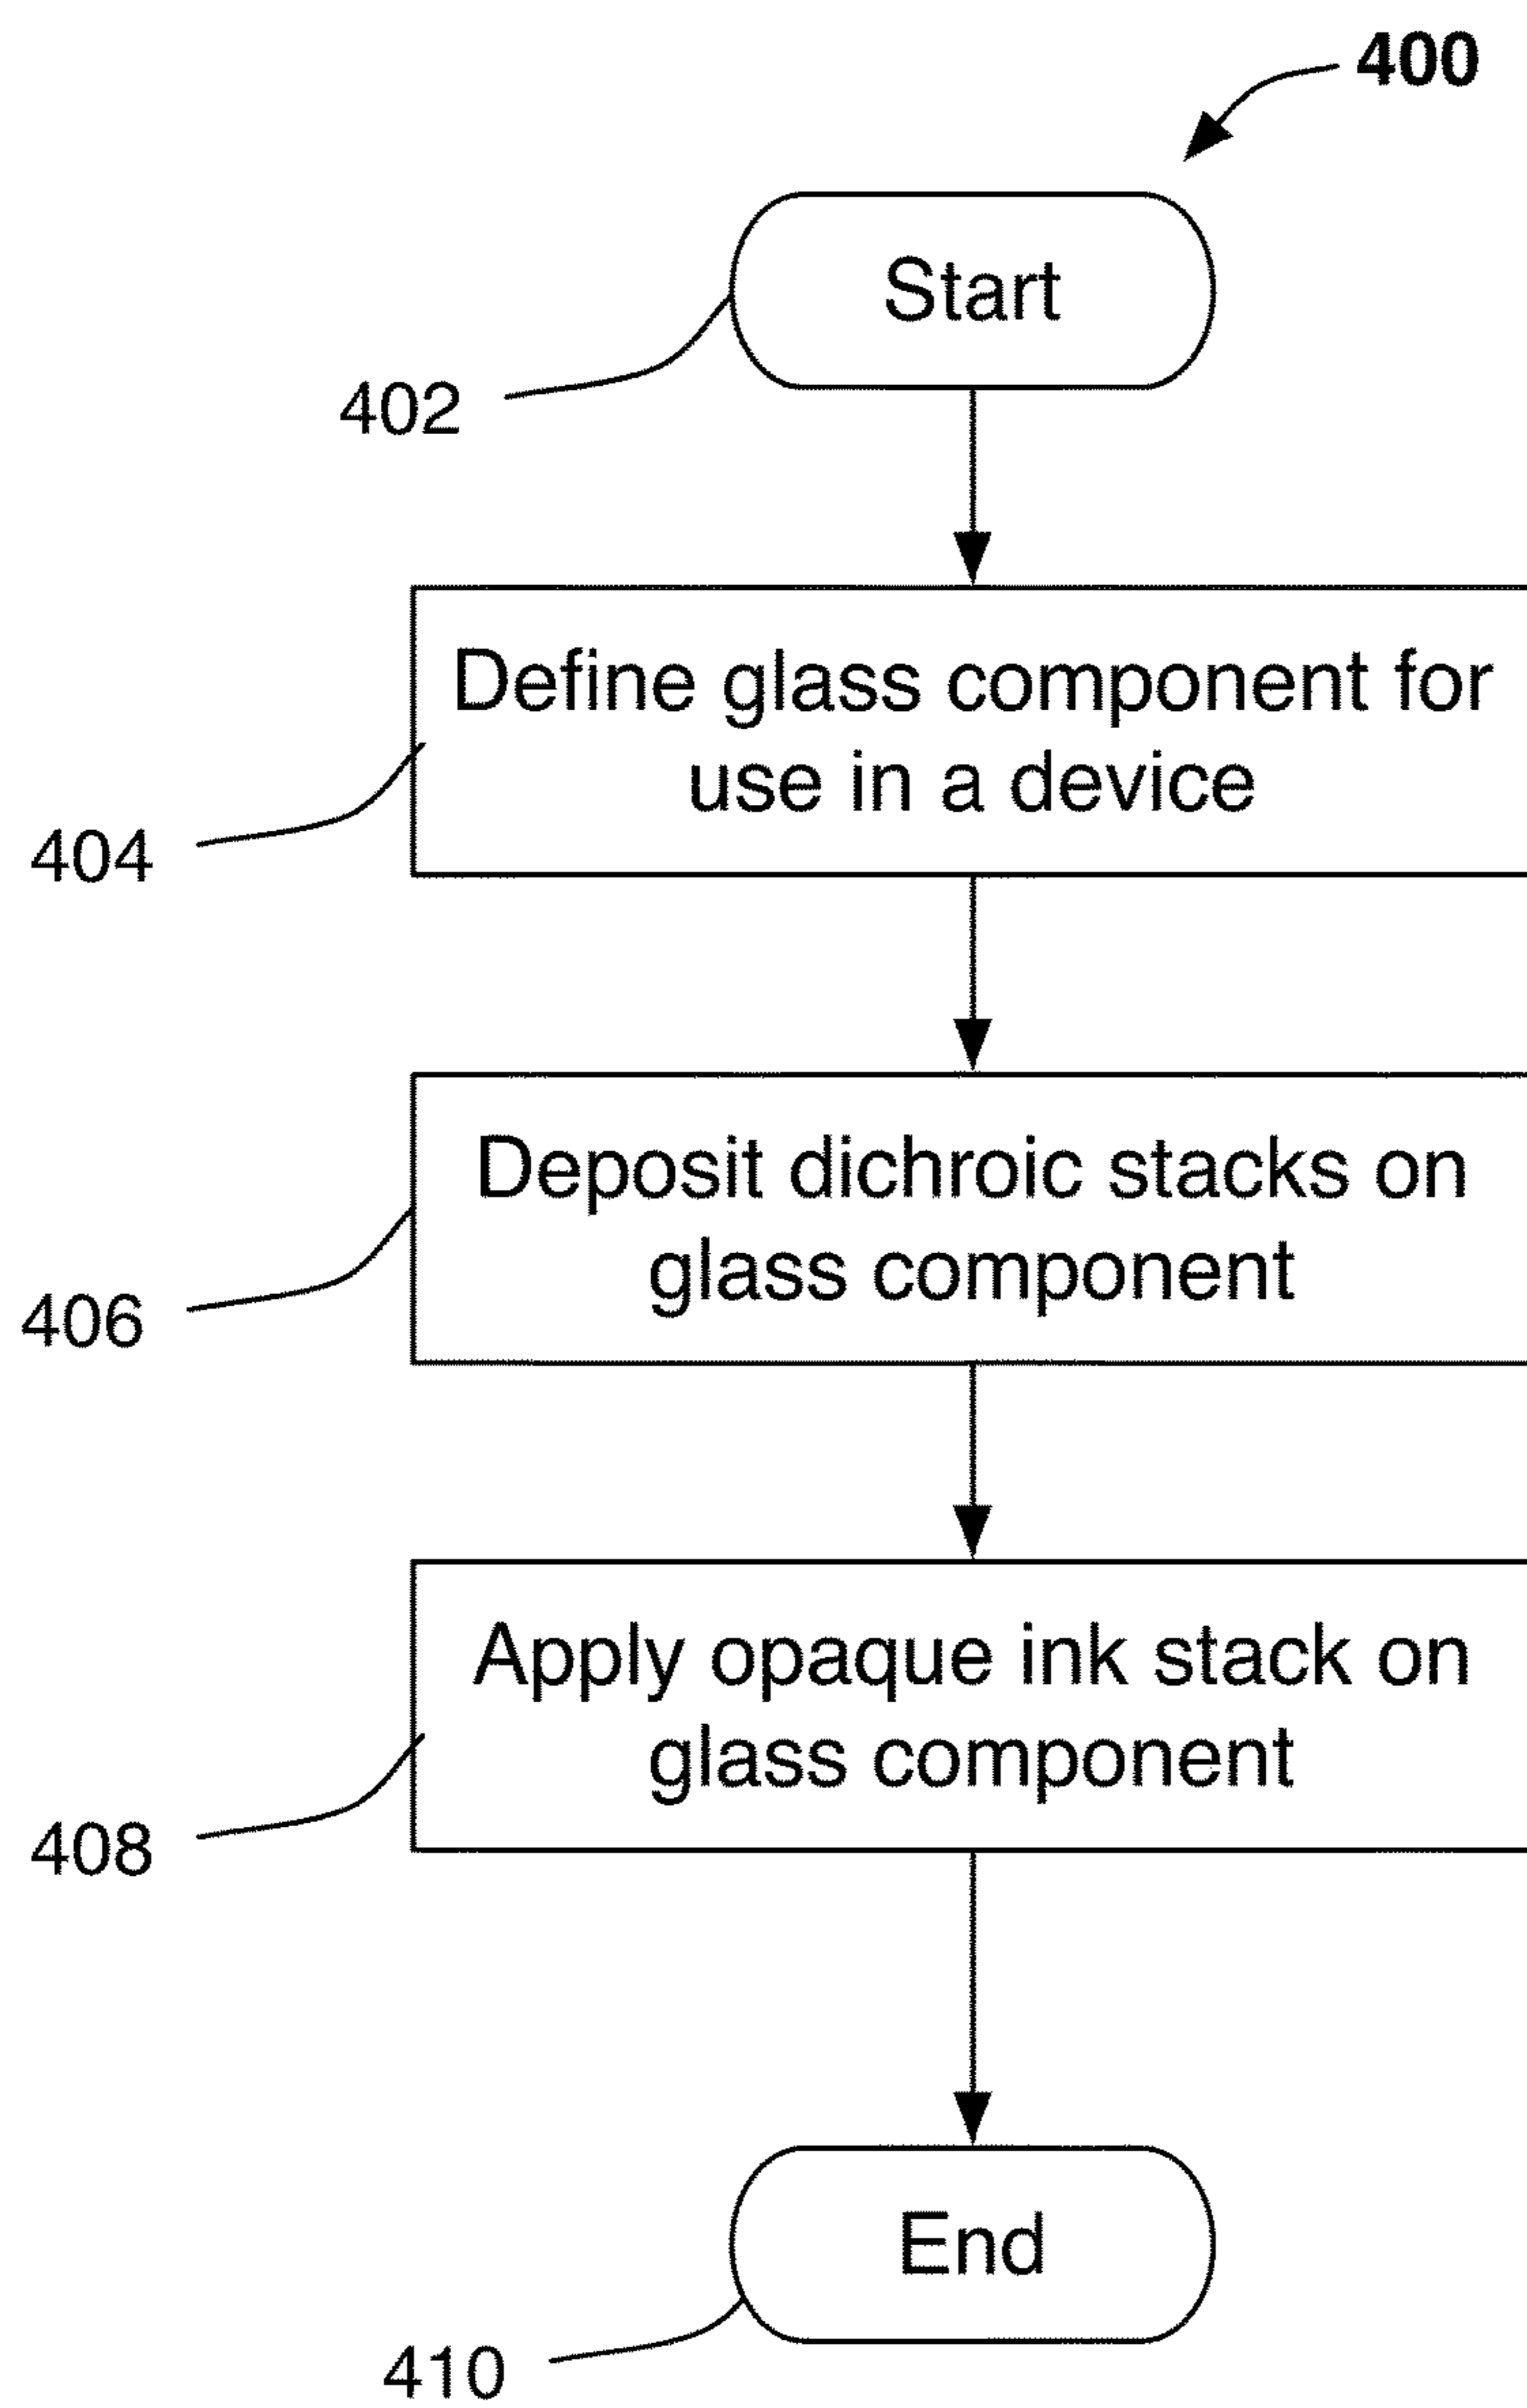 400
Start
402
Define glass component for
use in a device
404
Deposit dichroic stacks on
glass component
406
Apply opaque ink stack on
glass component
408
End
410